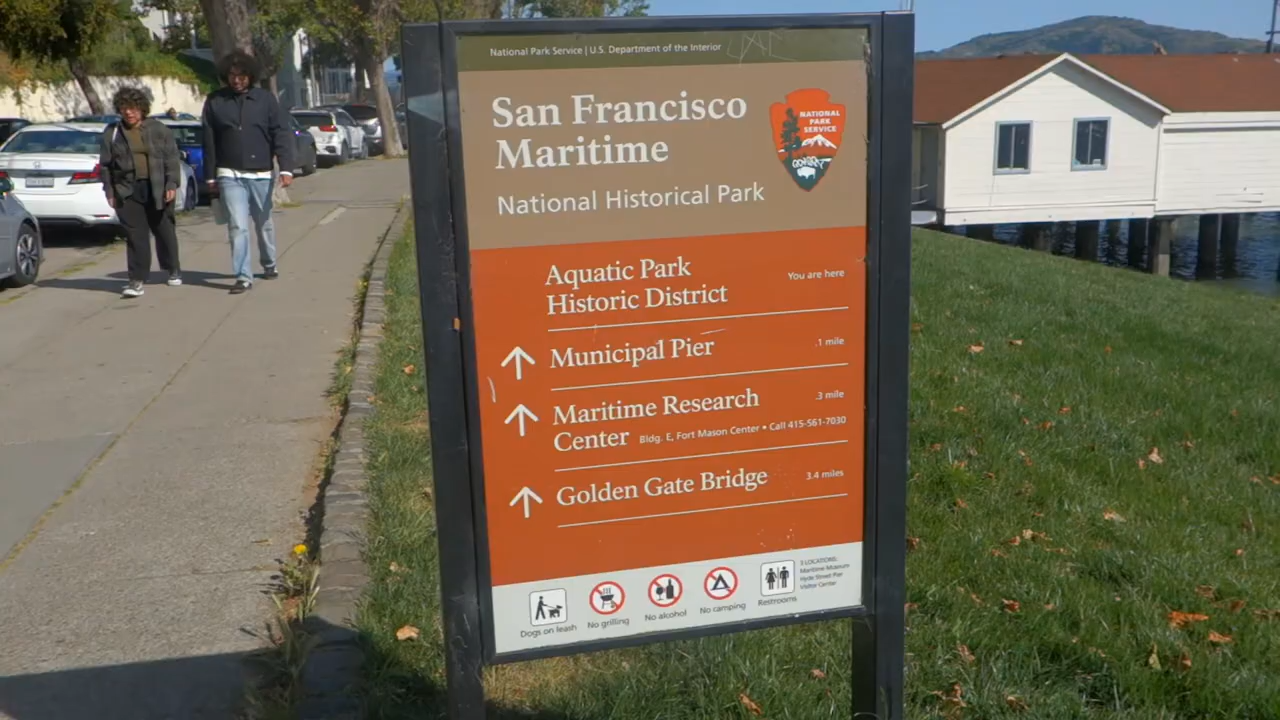 National Park Service | U.S. Department of the Interior
San Francisco
Maritime
National Historical Park
NATIONAL
PARK
SERVICE
Aquatic Park
Historic District
You are here
Municipal Pier
.1 mile
Maritime Research
.3 mile
Center Bldg. E, Fort Mason Center • Call 415-561-7030
Golden Gate Bridge
3.4 miles
Dogs on leash
No grilling
No alcohol
No camping
Restrooms
3 LOCATIONS:
Maritime Museum
Hyde Street Pier
Visitor Center